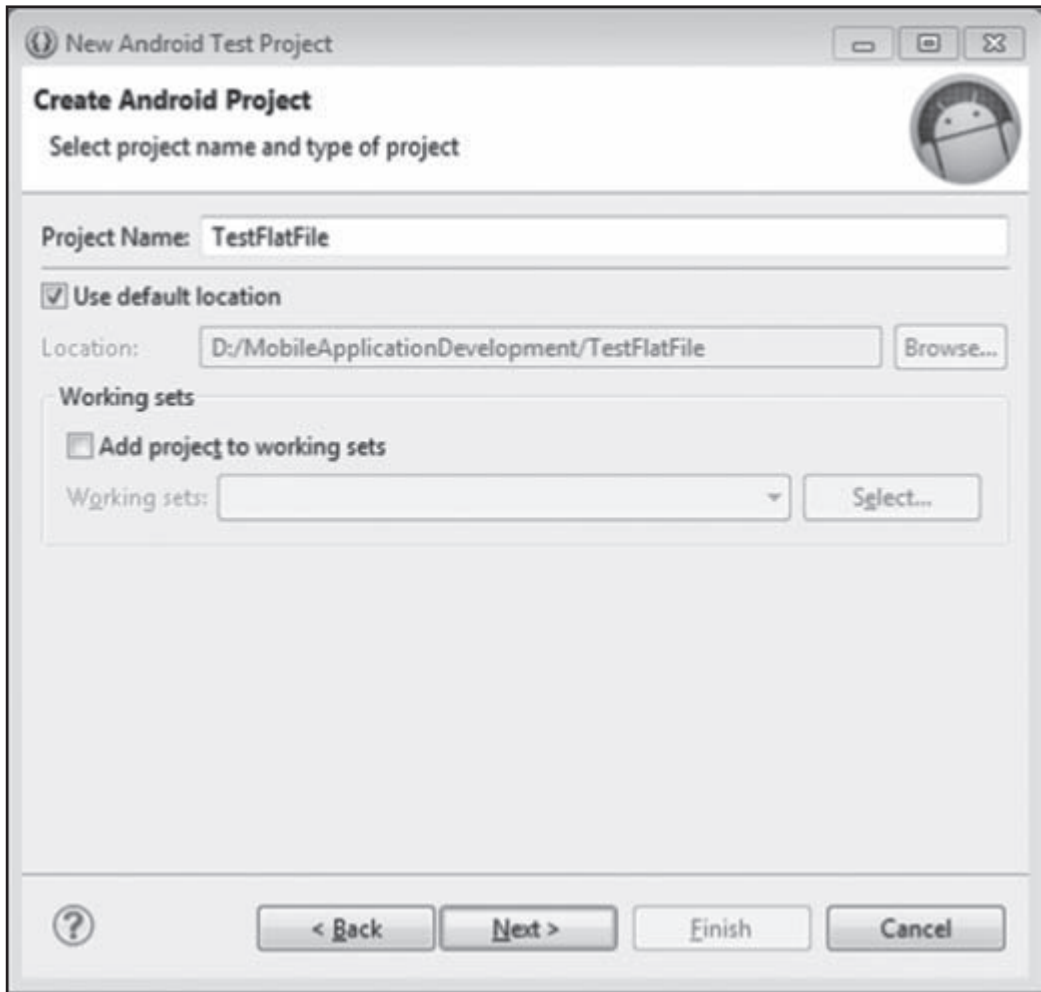 New Android Test Project
Create Android Project
Select project name and type of project
Project Name: TestFlatFile
Use default location
Location: D:/MobileApplicationDevelopment/TestFlatFile Browse...
Working sets
Add project to working sets
Working sets: Select...
? < Back Next > Finish Cancel